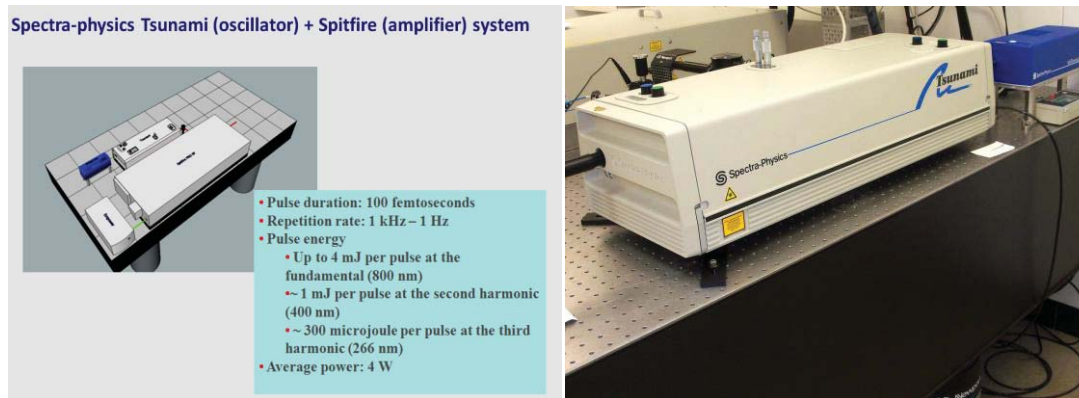 Spectra-physics Tsunami (oscillator) + Spitfire (amplifier) system
• Pulse duration: 100 femtoseconds
• Repetition rate: 1 kHz – 1 Hz
• Pulse energy
• Up to 4 mJ per pulse at the
fundamental (800 nm)
•~ 1 mJ per pulse at the second harmonic
(400 nm)
•~ 300 microjoule per pulse at the third
harmonic (266 nm)
• Average power: 4 W
Tsunami
Spectra-Physics